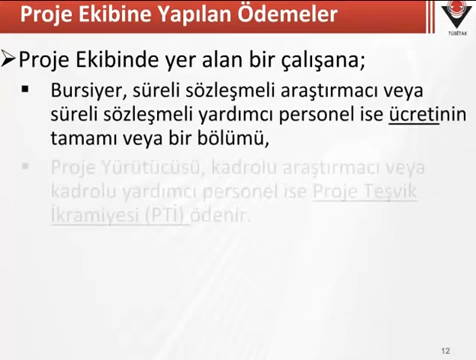 Proje Ekibine Yapılan Ödemeler
TÜBİTAK
➤Proje Ekibinde yer alan bir çalışana;
▪ Bursiyer, süreli sözleşmeli araştırmacı veya
süreli sözleşmeli yardımcı personel ise ücretinin
tamamı veya bir bölümü,
▪ Proje Yürütücüsü, kadrolu araştırmacı veya
kadrolu yardımcı personel ise Proje Teşvik
İkramiyesi (PTİ) ödenir.
12